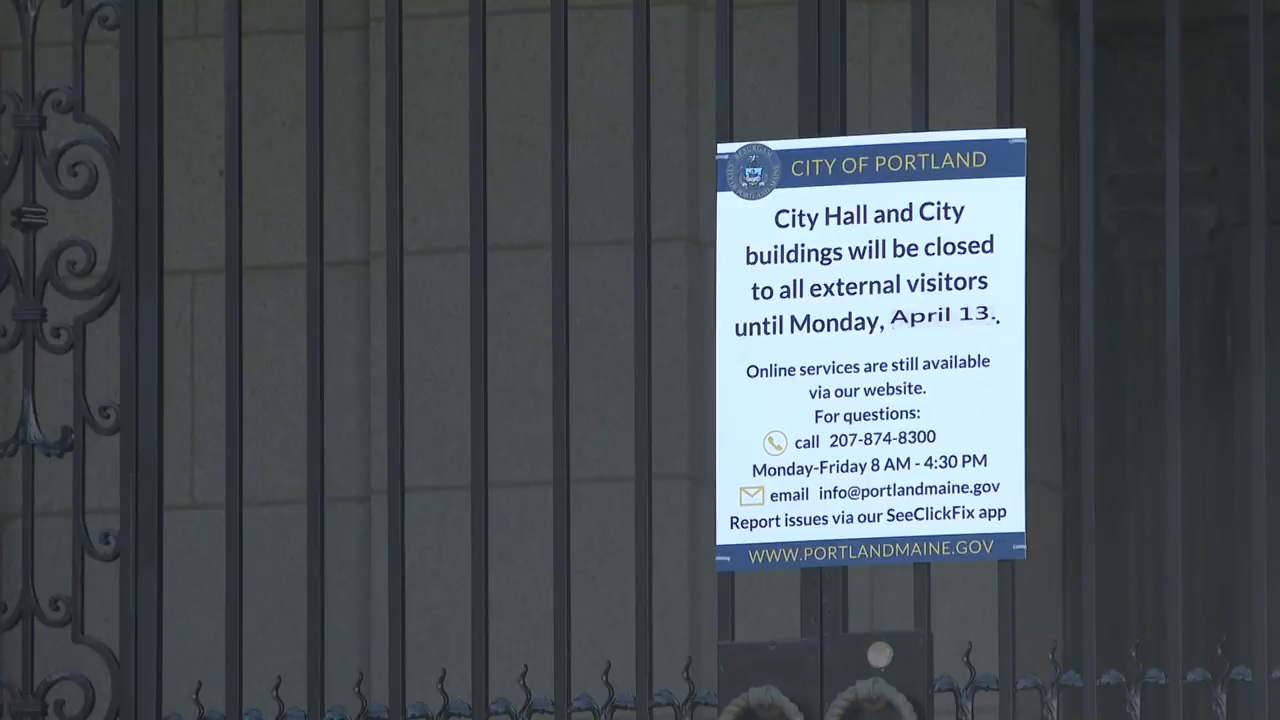 CITY OF PORTLAND
City Hall and City
buildings will be closed
to all external visitors
until Monday, April 13..
Online services are still available
via our website.
For questions:
call 207-874-8300
Monday-Friday 8 AM - 4:30 PM
email info@portlandmaine.gov
Report issues via our SeeClickFix app
WWW.PORTLANDMAINE.GOV